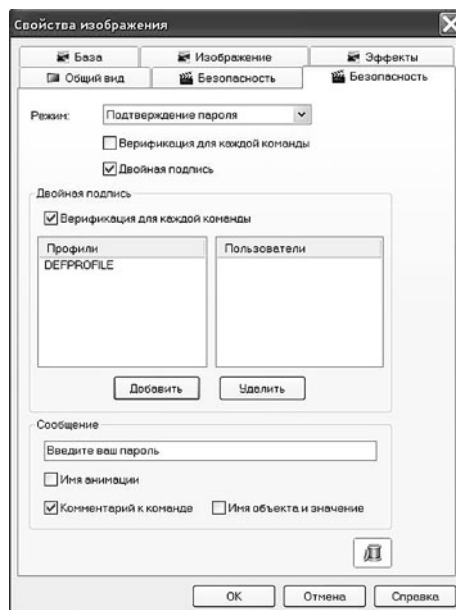 Свойства изображения
База
Изображение
Эффекты
Общий вид
Безопасность
Безопасность
Режим:
Подтверждение пароля
Верификация для каждой команды
Двойная подпись
Двойная подпись
Верификация для каждой команды
Профили
Пользователи
DEFPROFILE
Добавить
Удалить
Сообщение
Введите ваш пароль
Имя анимации
Комментарий к команде
Имя объекта и значение
OK
Отмена
Справка